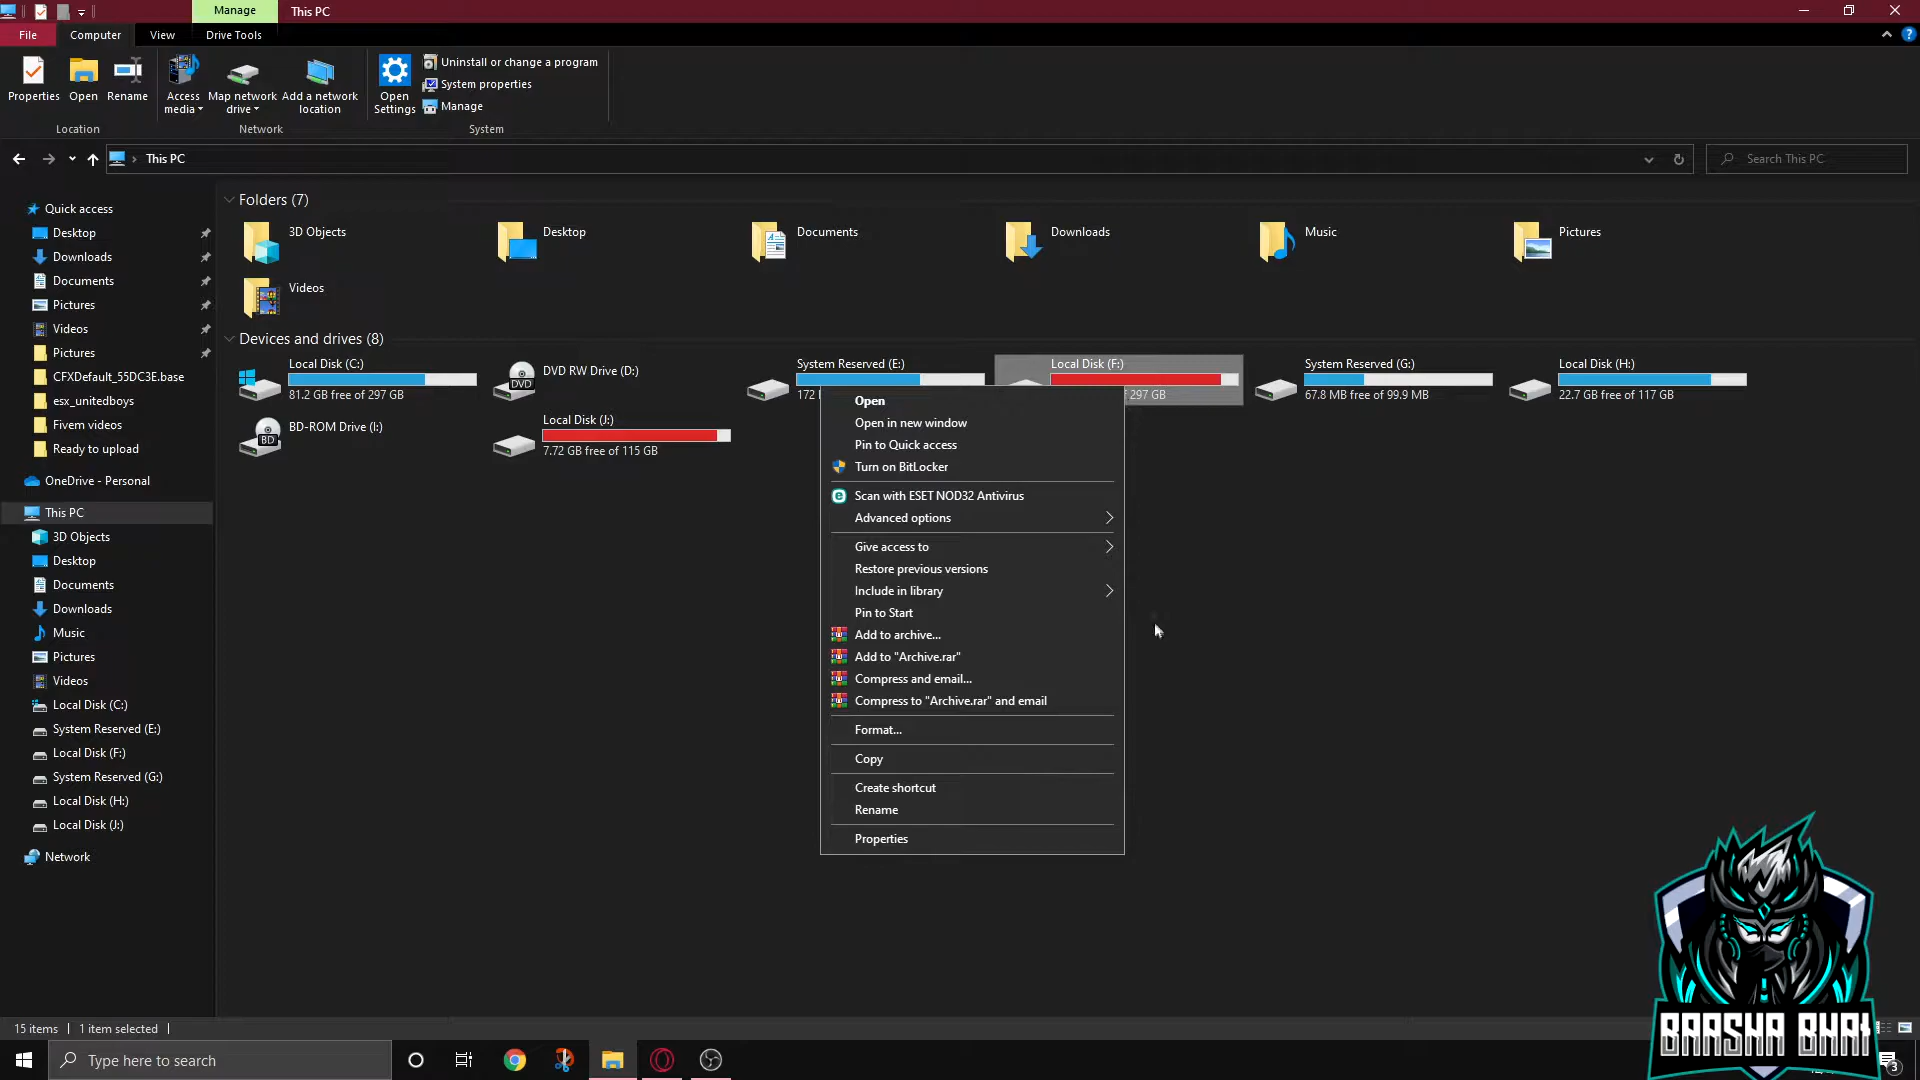 Manage
This PC
File
Computer
View
Drive Tools
Properties
Open
Rename
Access media
Map network drive
Add a network location
Open Settings
Uninstall or change a program
System properties
Manage
Location
Network
System
This PC
Search This PC
Quick access
Desktop
Downloads
Documents
Pictures
Videos
Pictures
CFXDefault_55DC3E.base
esx_unitedboys
Fivem videos
Ready to upload
OneDrive - Personal
This PC
3D Objects
Desktop
Documents
Downloads
Music
Pictures
Videos
Local Disk (C:)
System Reserved (E:)
Local Disk (F:)
System Reserved (G:)
Local Disk (H:)
Local Disk (J:)
Network
Folders (7)
3D Objects
Desktop
Documents
Downloads
Music
Pictures
Videos
Devices and drives (8)
Local Disk (C:)
81.2 GB free of 297 GB
DVD RW Drive (D:)
DVD
System Reserved (E:)
172
Local Disk (F:)
297 GB
System Reserved (G:)
67.8 MB free of 99.9 MB
Local Disk (H:)
22.7 GB free of 117 GB
BD-ROM Drive (I:)
BD
Local Disk (J:)
7.72 GB free of 115 GB
Open
Open in new window
Pin to Quick access
Turn on BitLocker
Scan with ESET NOD32 Antivirus
Advanced options
Give access to
Restore previous versions
Include in library
Pin to Start
Add to archive...
Add to "Archive.rar"
Compress and email...
Compress to "Archive.rar" and email
Format...
Copy
Create shortcut
Rename
Properties
15 items
1 item selected
Type here to search
BAASHA BHAI
3